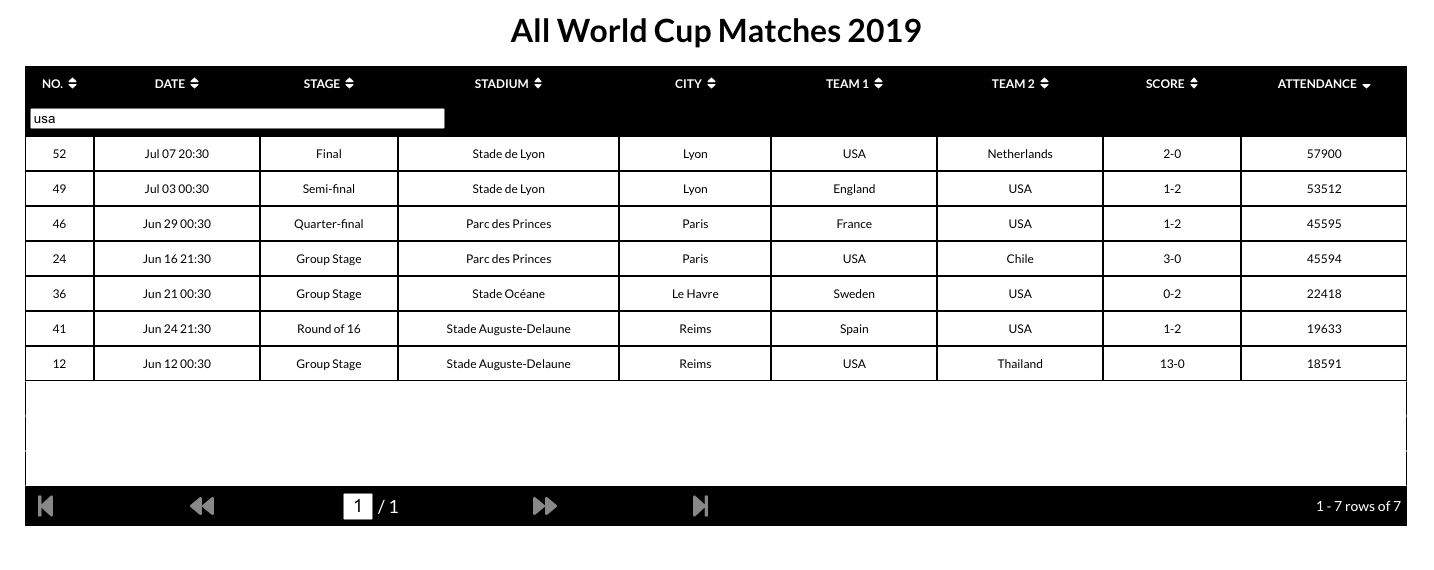 All World Cup Matches 2019
NO. DATE STAGE STADIUM CITY TEAM 1 TEAM 2 SCORE ATTENDANCE
usa
52 Jul 07 20:30 Final Stade de Lyon Lyon USA Netherlands 2-0 57900
49 Jul 03 00:30 Semi-final Stade de Lyon Lyon England USA 1-2 53512
46 Jun 29 00:30 Quarter-final Parc des Princes Paris France USA 1-2 45595
24 Jun 16 21:30 Group Stage Parc des Princes Paris USA Chile 3-0 45594
36 Jun 21 00:30 Group Stage Stade Océane Le Havre Sweden USA 0-2 22418
41 Jun 24 21:30 Round of 16 Stade Auguste-Delaune Reims Spain USA 1-2 19633
12 Jun 12 00:30 Group Stage Stade Auguste-Delaune Reims USA Thailand 13-0 18591
1 / 1 1 - 7 rows of 7